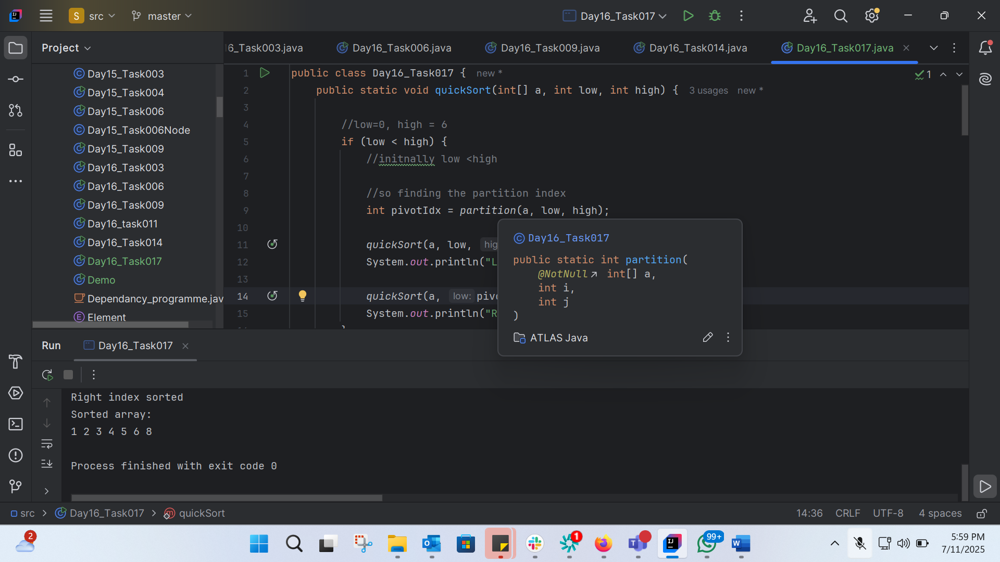 S src master Day16_Task017
Project
6_Task003.java Day16_Task006.java Day16_Task009.java Day16_Task014.java Day16_Task017.java
Day15_Task003
Day15_Task004
Day15_Task006
Day15_Task006Node
Day15_Task009
Day16_Task003
Day16_Task006
Day16_Task009
Day16_task011
Day16_Task014
Day16_Task017
Demo
Dependancy_programme.jav
Element
1 public class Day16_Task017 { new *
2 public static void quickSort(int[] a, int low, int high) { 3 usages new *
3
4 //low=0, high = 6
5 if (low < high) {
6 //initnally low <high
7
8 //so finding the partition index
9 int pivotIdx = partition(a, low, high);
10
11 quickSort(a, low, hig
12 System.out.println("L
13
14 quickSort(a, low: pivo
15 System.out.println("R
1
Day16_Task017
public static int partition(
@NotNull int[] a,
int i,
int j
)
ATLAS Java
Run Day16_Task017
Right index sorted
Sorted array:
1 2 3 4 5 6 8
Process finished with exit code 0
src > Day16_Task017 > quickSort
14:36 CRLF UTF-8 4 spaces
2
1
99+
5:59 PM
7/11/2025